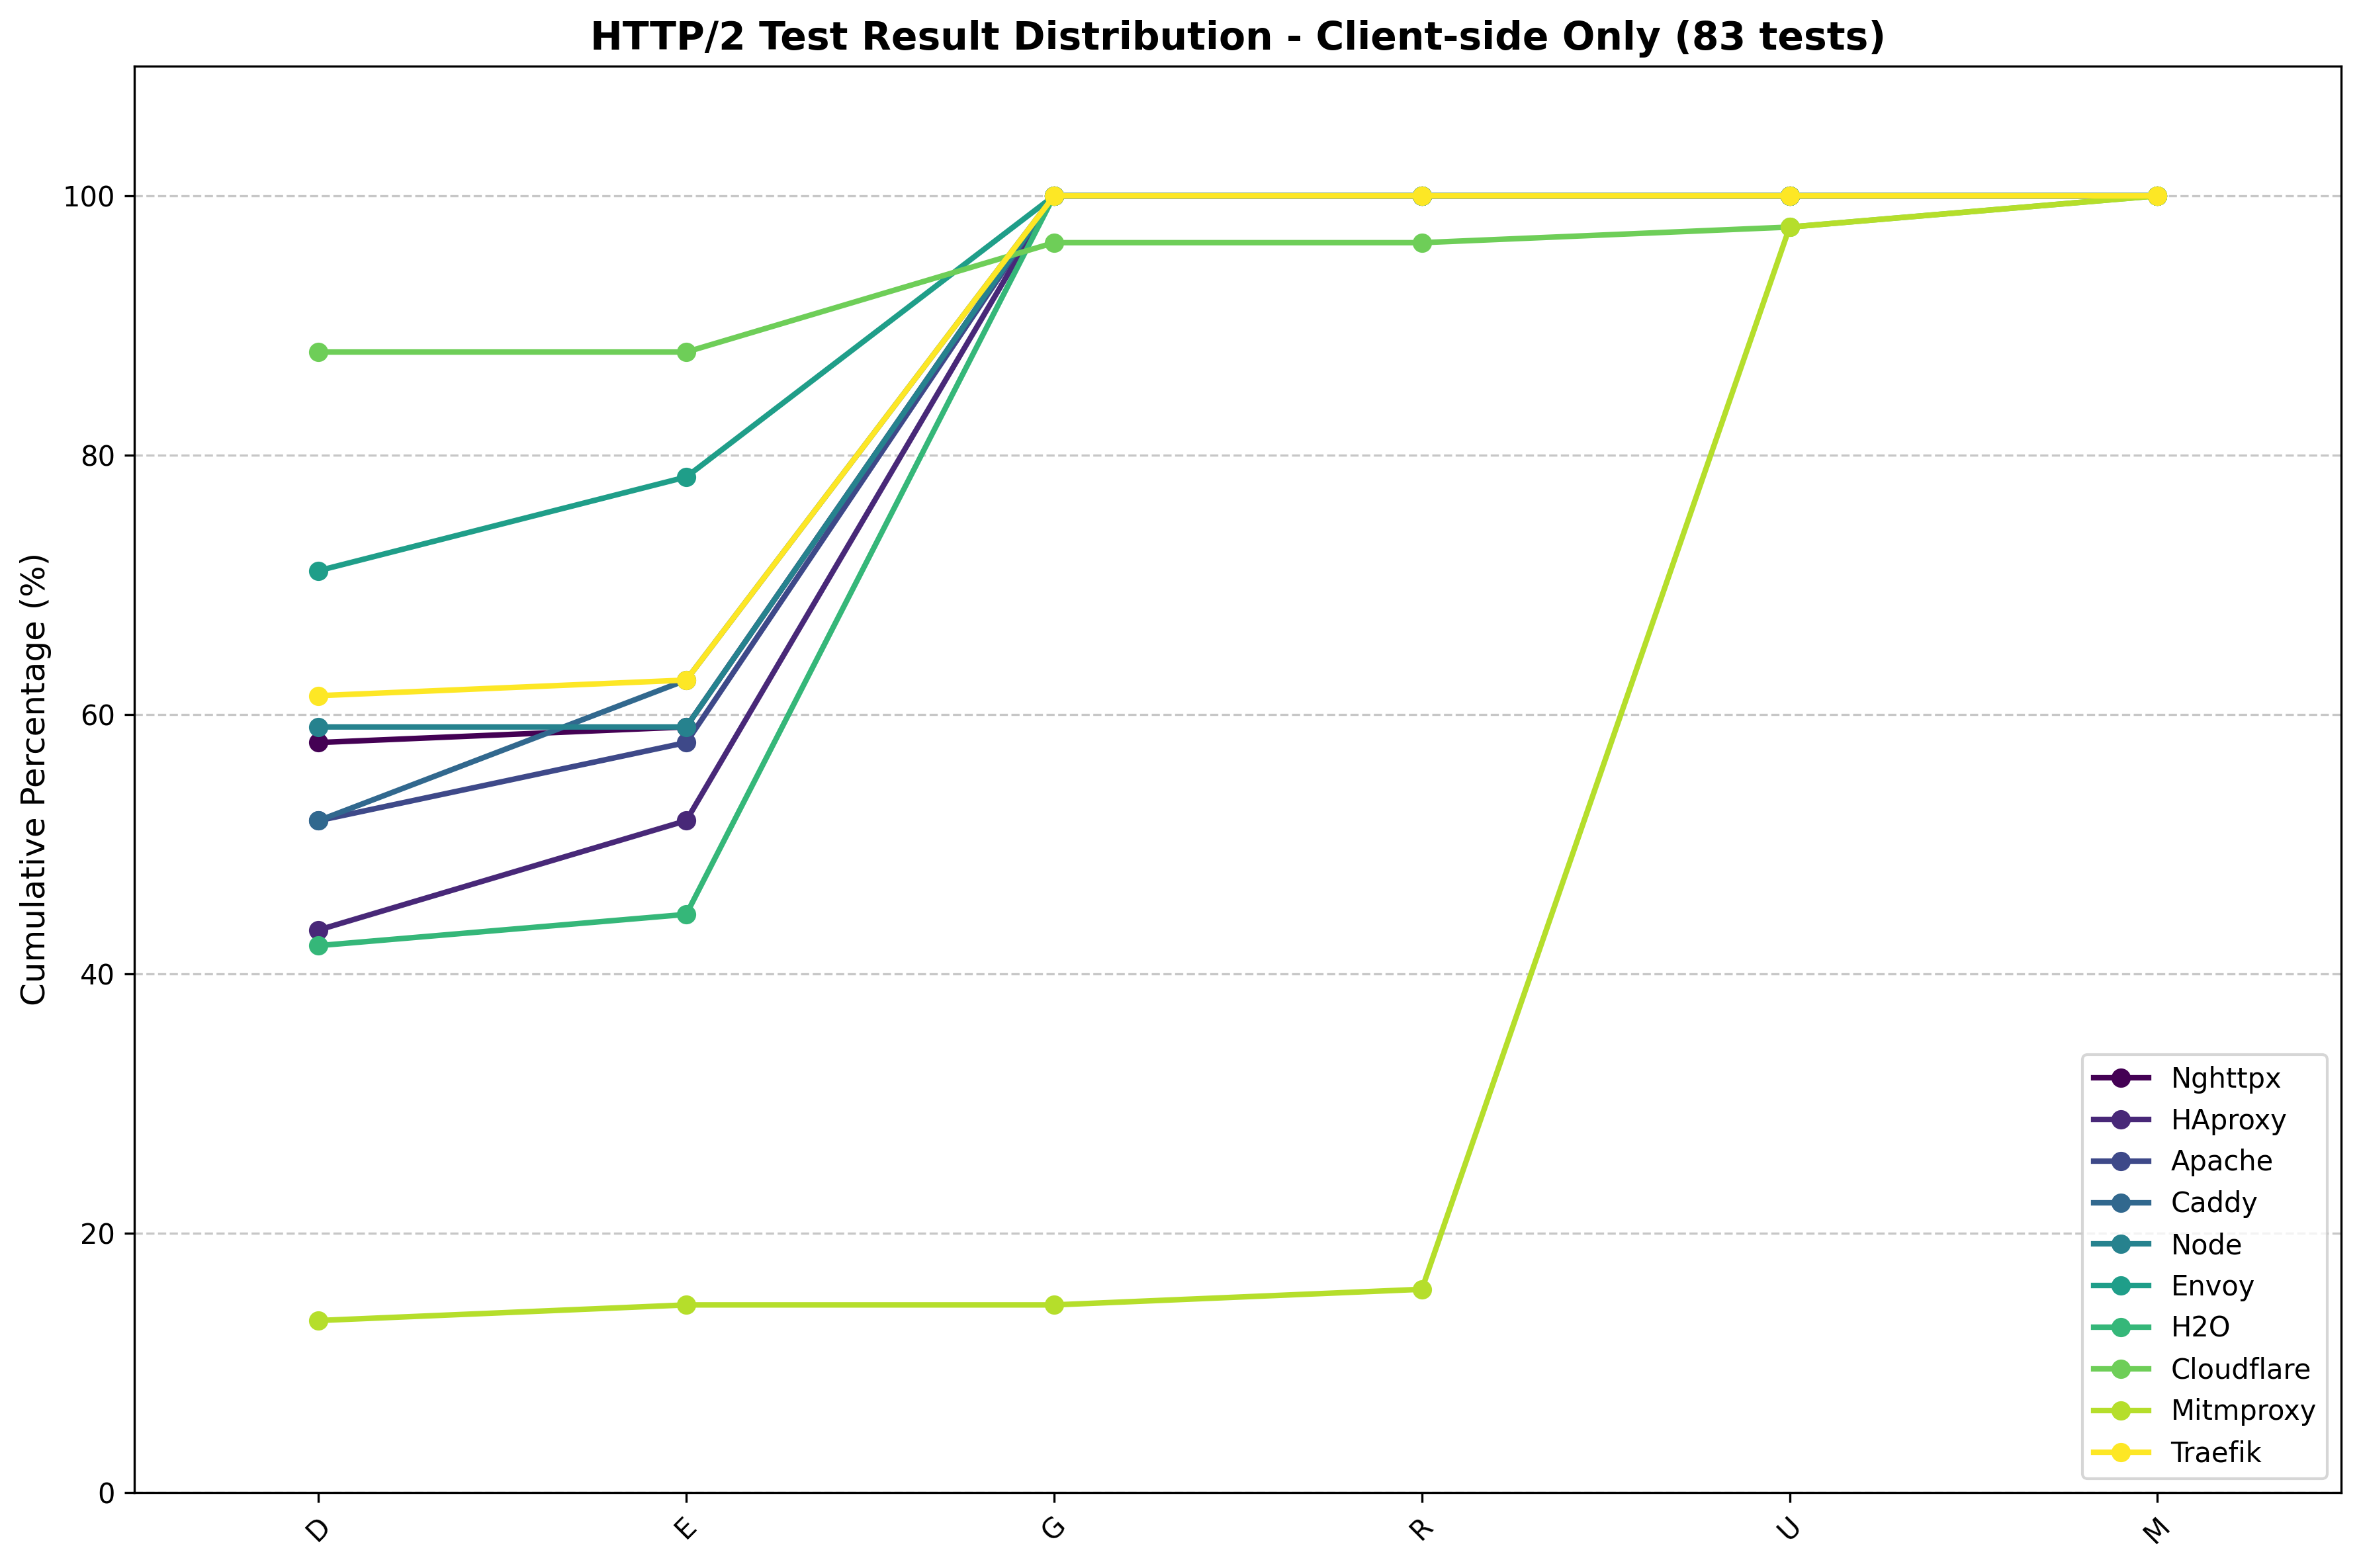 HTTP/2 Test Result Distribution - Client-side Only (83 tests)
Cumulative Percentage (%)
100
80
60
40
20
0
D
E
G
R
U
M
Nghttpx
HAproxy
Apache
Caddy
Node
Envoy
H2O
Cloudflare
Mitmproxy
Traefik